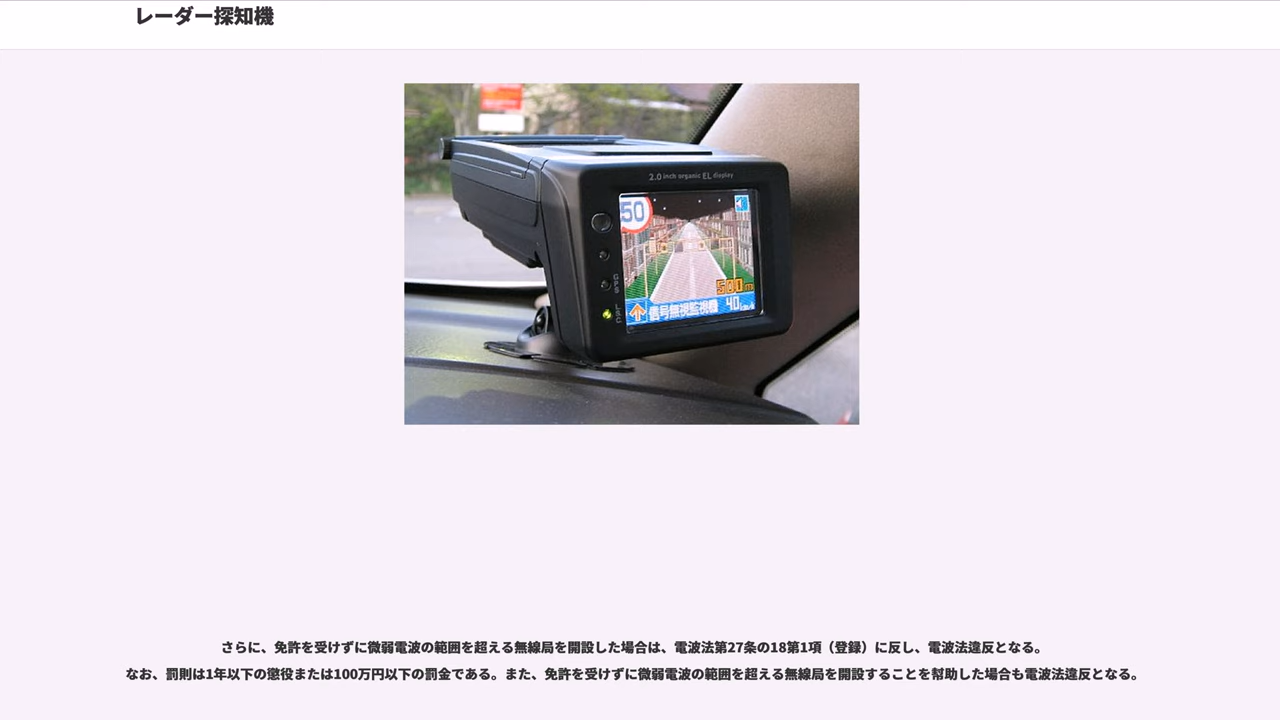 レーダー探知機
2.0 inch organic EL display
50
500m
信号無視監視機 40km/h
GPS
さらに、免許を受けずに微弱電波の範囲を超える無線局を開設した場合は、電波法第27条の18第1項（登録）に反し、電波法違反となる。
なお、罰則は1年以下の懲役または100万円以下の罰金である。また、免許を受けずに微弱電波の範囲を超える無線局を開設することを幇助した場合も電波法違反となる。